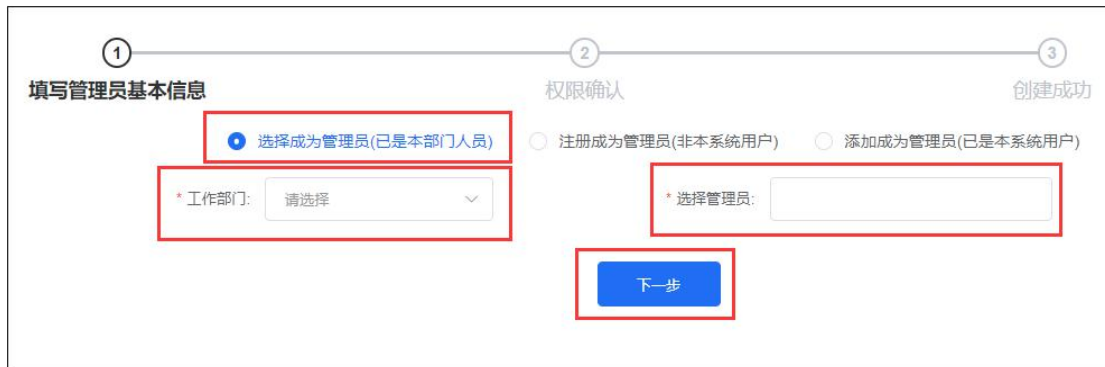 1 2 3
填写管理员基本信息 权限确认 创建成功
选择成为管理员(已是本部门人员) 注册成为管理员(非本系统用户) 添加成为管理员(已是本系统用户)
* 工作部门: 请选择 * 选择管理员:
下一步